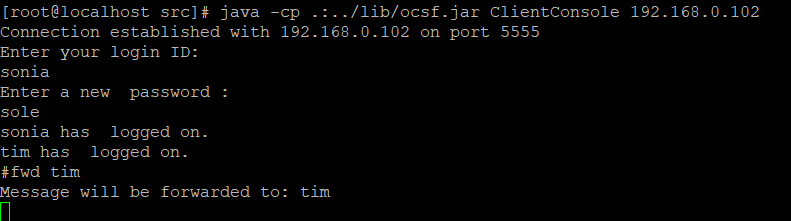 [root@localhost src]# java -cp .:../lib/ocsf.jar ClientConsole 192.168.0.102
Connection established with 192.168.0.102 on port 5555
Enter your login ID:
sonia
Enter a new  password :
sole
sonia has  logged on.
tim has  logged on.
#fwd tim
Message will be forwarded to: tim